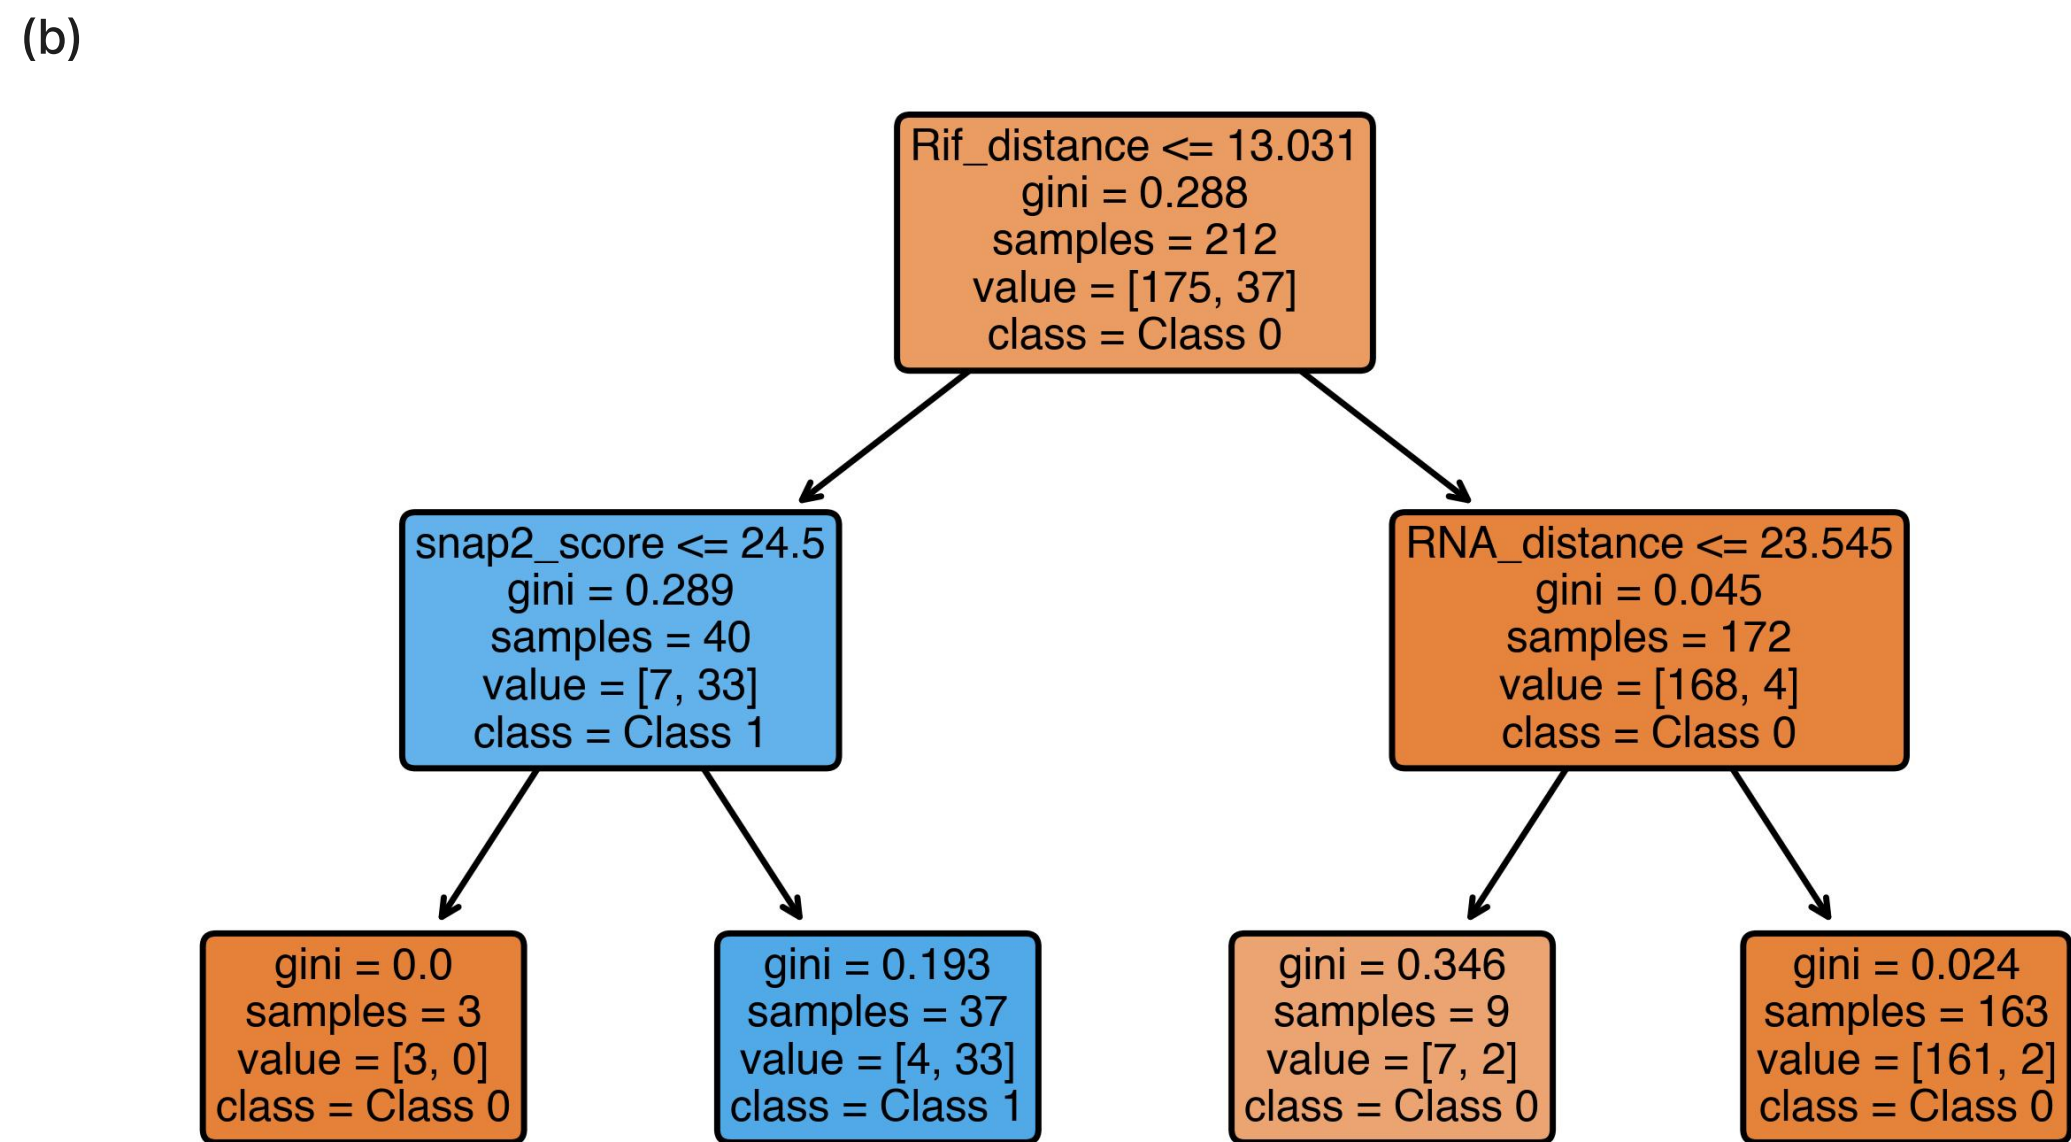 (b)
Rif_distance <= 13.031
gini = 0.288
samples = 212
value = [175, 37]
class = Class 0
snap2_score <= 24.5
gini = 0.289
samples = 40
value = [7, 33]
class = Class 1
RNA_distance <= 23.545
gini = 0.045
samples = 172
value = [168, 4]
class = Class 0
gini = 0.0
samples = 3
value = [3, 0]
class = Class 0
gini = 0.193
samples = 37
value = [4, 33]
class = Class 1
gini = 0.346
samples = 9
value = [7, 2]
class = Class 0
gini = 0.024
samples = 163
value = [161, 2]
class = Class 0